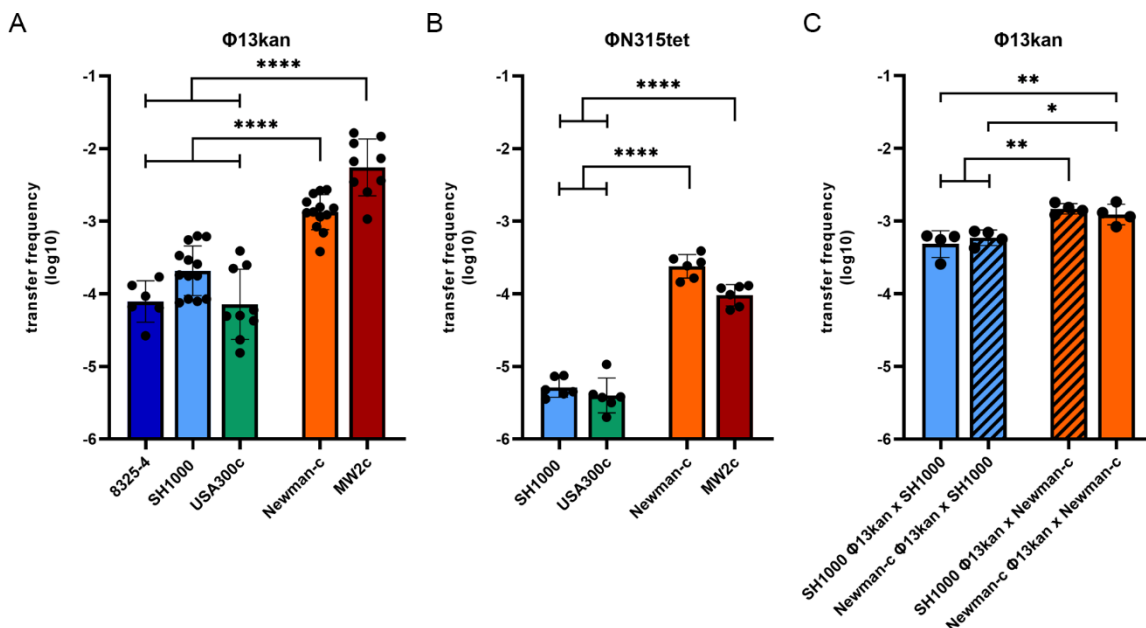 A
Φ13kan
transfer frequency
(log10)
-1
-2
-3
-4
-5
-6
****
****
8325-4
SH1000
USA300c
Newman-c
MW2c
B
ΦN315tet
transfer frequency
(log10)
-1
-2
-3
-4
-5
-6
****
****
SH1000
USA300c
Newman-c
MW2c
C
Φ13kan
transfer frequency
(log10)
-1
-2
-3
-4
-5
-6
**
*
**
SH1000 Φ13kan x SH1000
Newman-c Φ13kan x SH1000
SH1000 Φ13kan x Newman-c
Newman-c Φ13kan x Newman-c